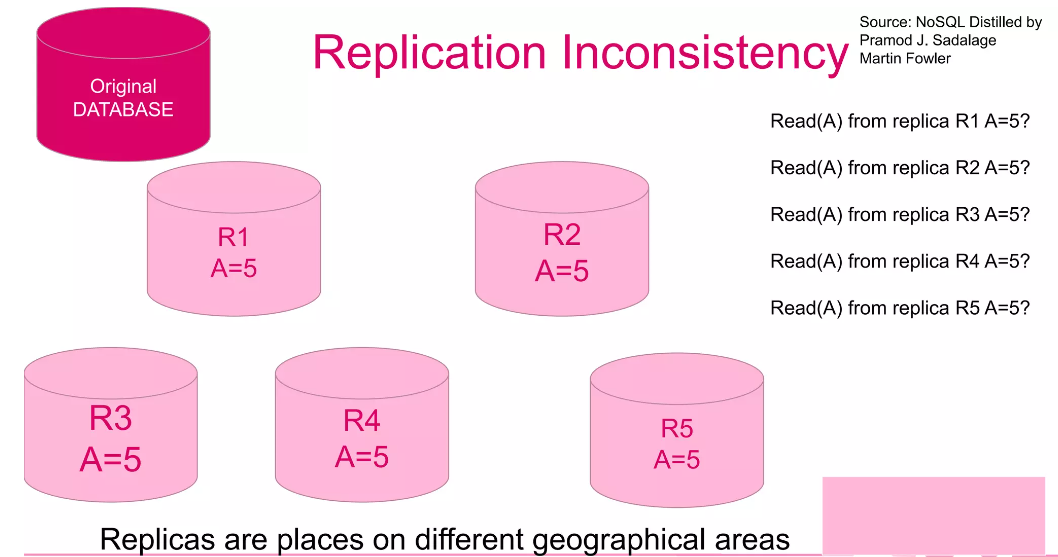 Original
DATABASE
Replication Inconsistency
Source: NoSQL Distilled by
Pramod J. Sadalage
Martin Fowler
Read(A) from replica R1 A=5?
Read(A) from replica R2 A=5?
Read(A) from replica R3 A=5?
Read(A) from replica R4 A=5?
Read(A) from replica R5 A=5?
R1
A=5
R2
A=5
R3
A=5
R4
A=5
R5
A=5
Replicas are places on different geographical areas